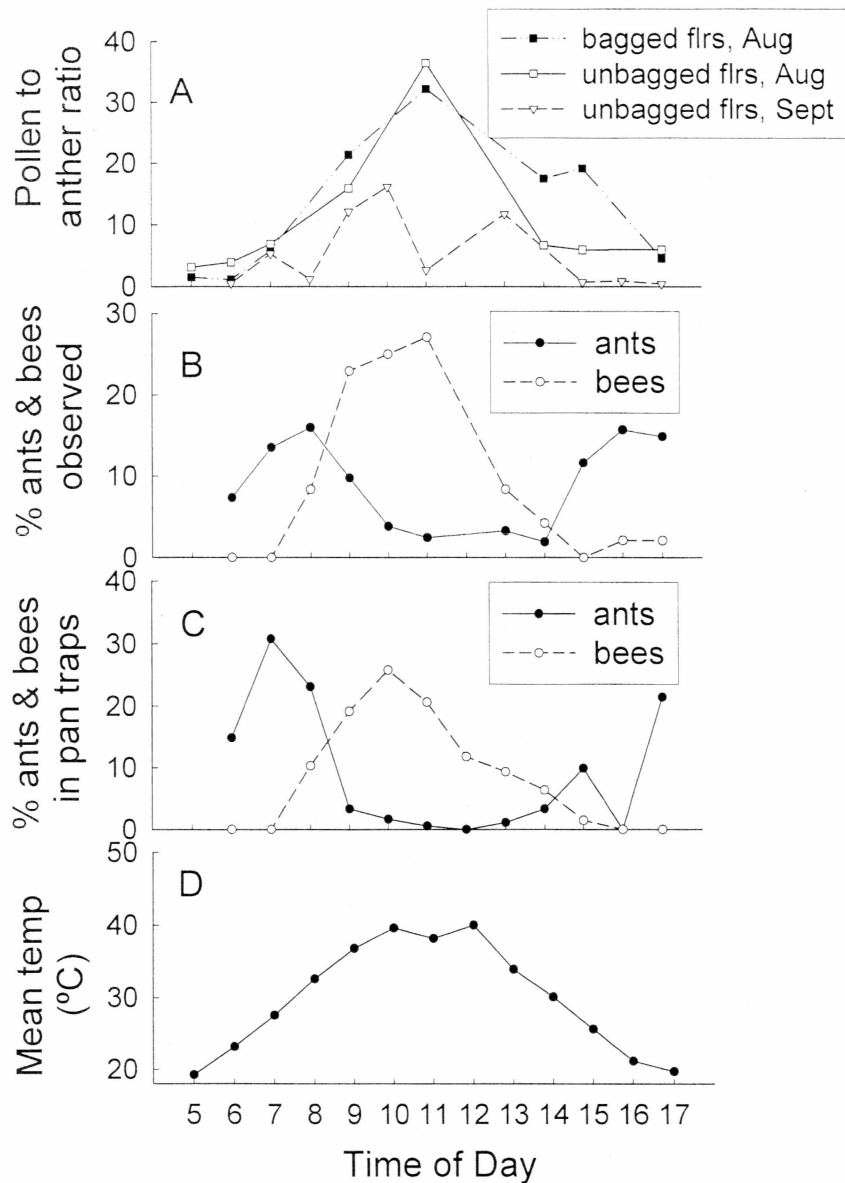 bagged flrs, Aug
unbagged flrs, Aug
unbagged flrs, Sept
A
Pollen to
anther ratio
40
30
20
10
0
B
ants
bees
% ants & bees
observed
30
20
10
0
C
ants
bees
% ants & bees
in pan traps
40
30
20
10
0
D
Mean temp
(ºC)
50
40
30
20
5 6 7 8 9 10 11 12 13 14 15 16 17
Time of Day